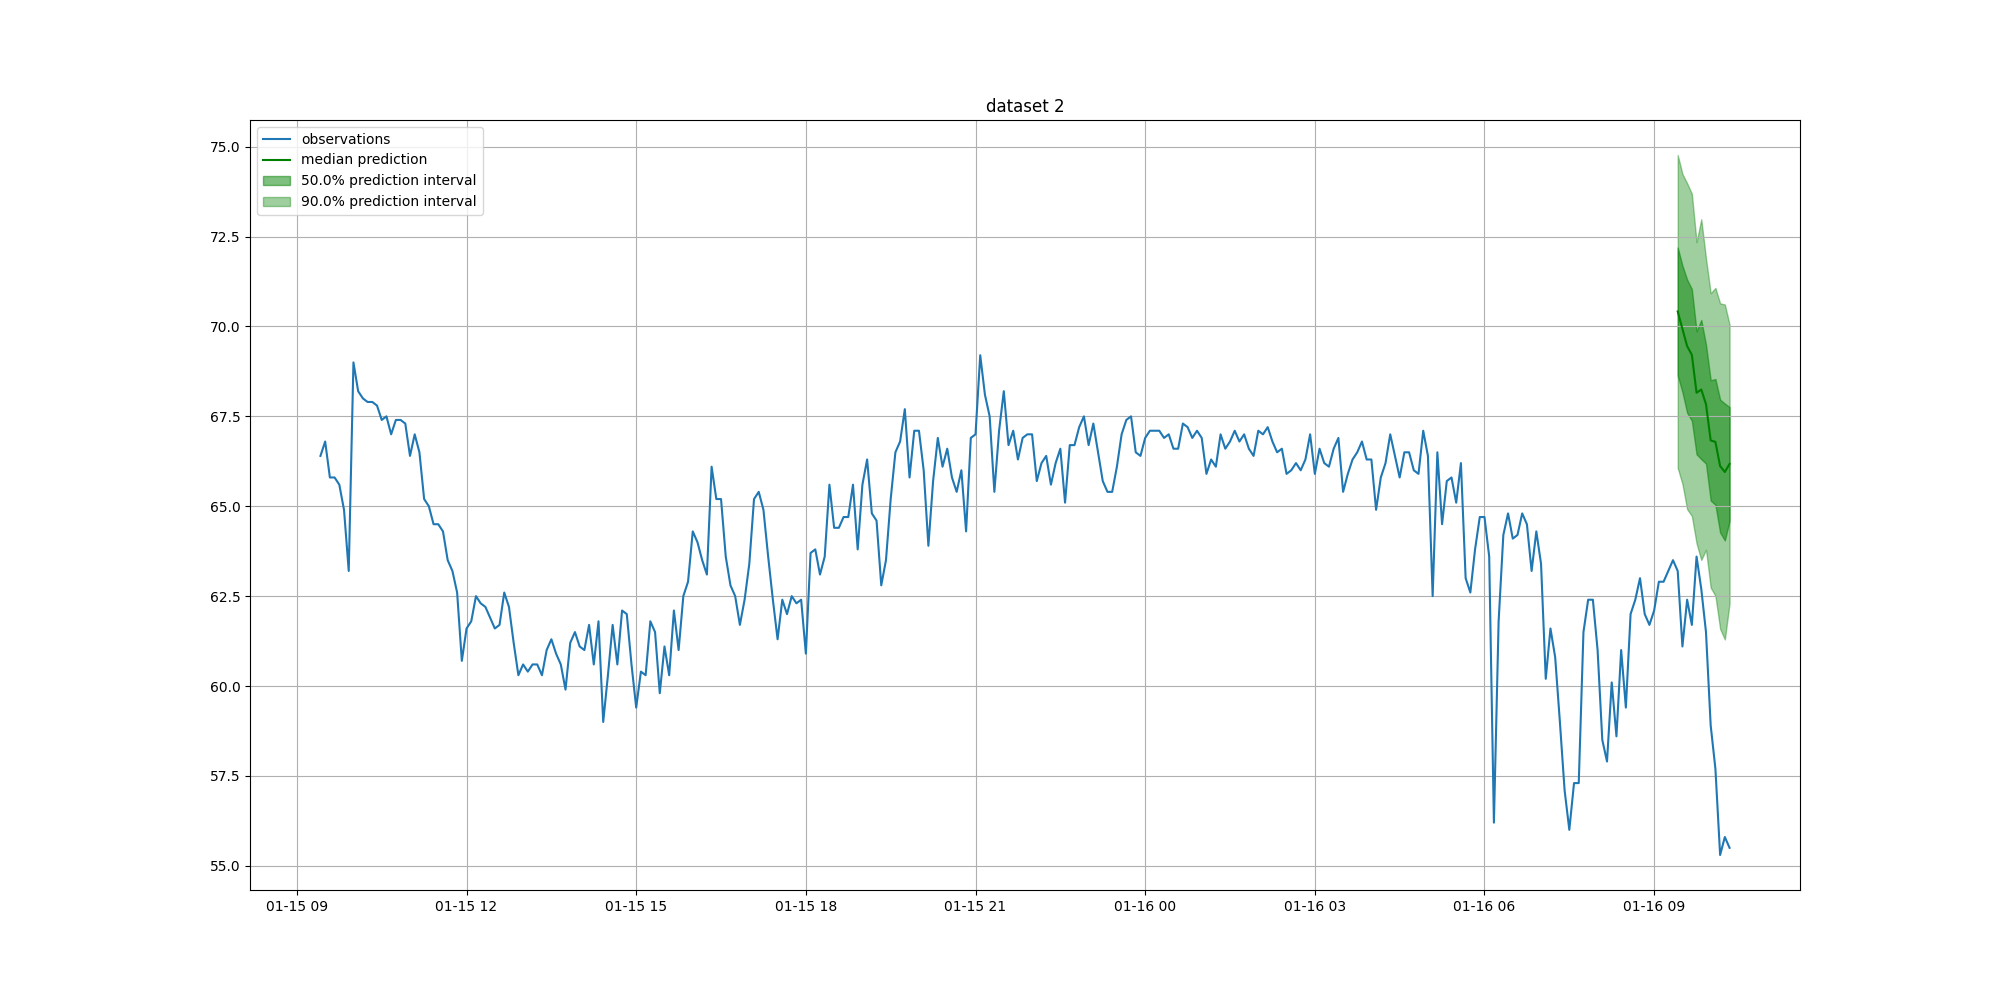 dataset 2
observations
median prediction
50.0% prediction interval
90.0% prediction interval
75.0
72.5
70.0
67.5
65.0
62.5
60.0
57.5
55.0
01-15 09 01-15 12 01-15 15 01-15 18 01-15 21 01-16 00 01-16 03 01-16 06 01-16 09